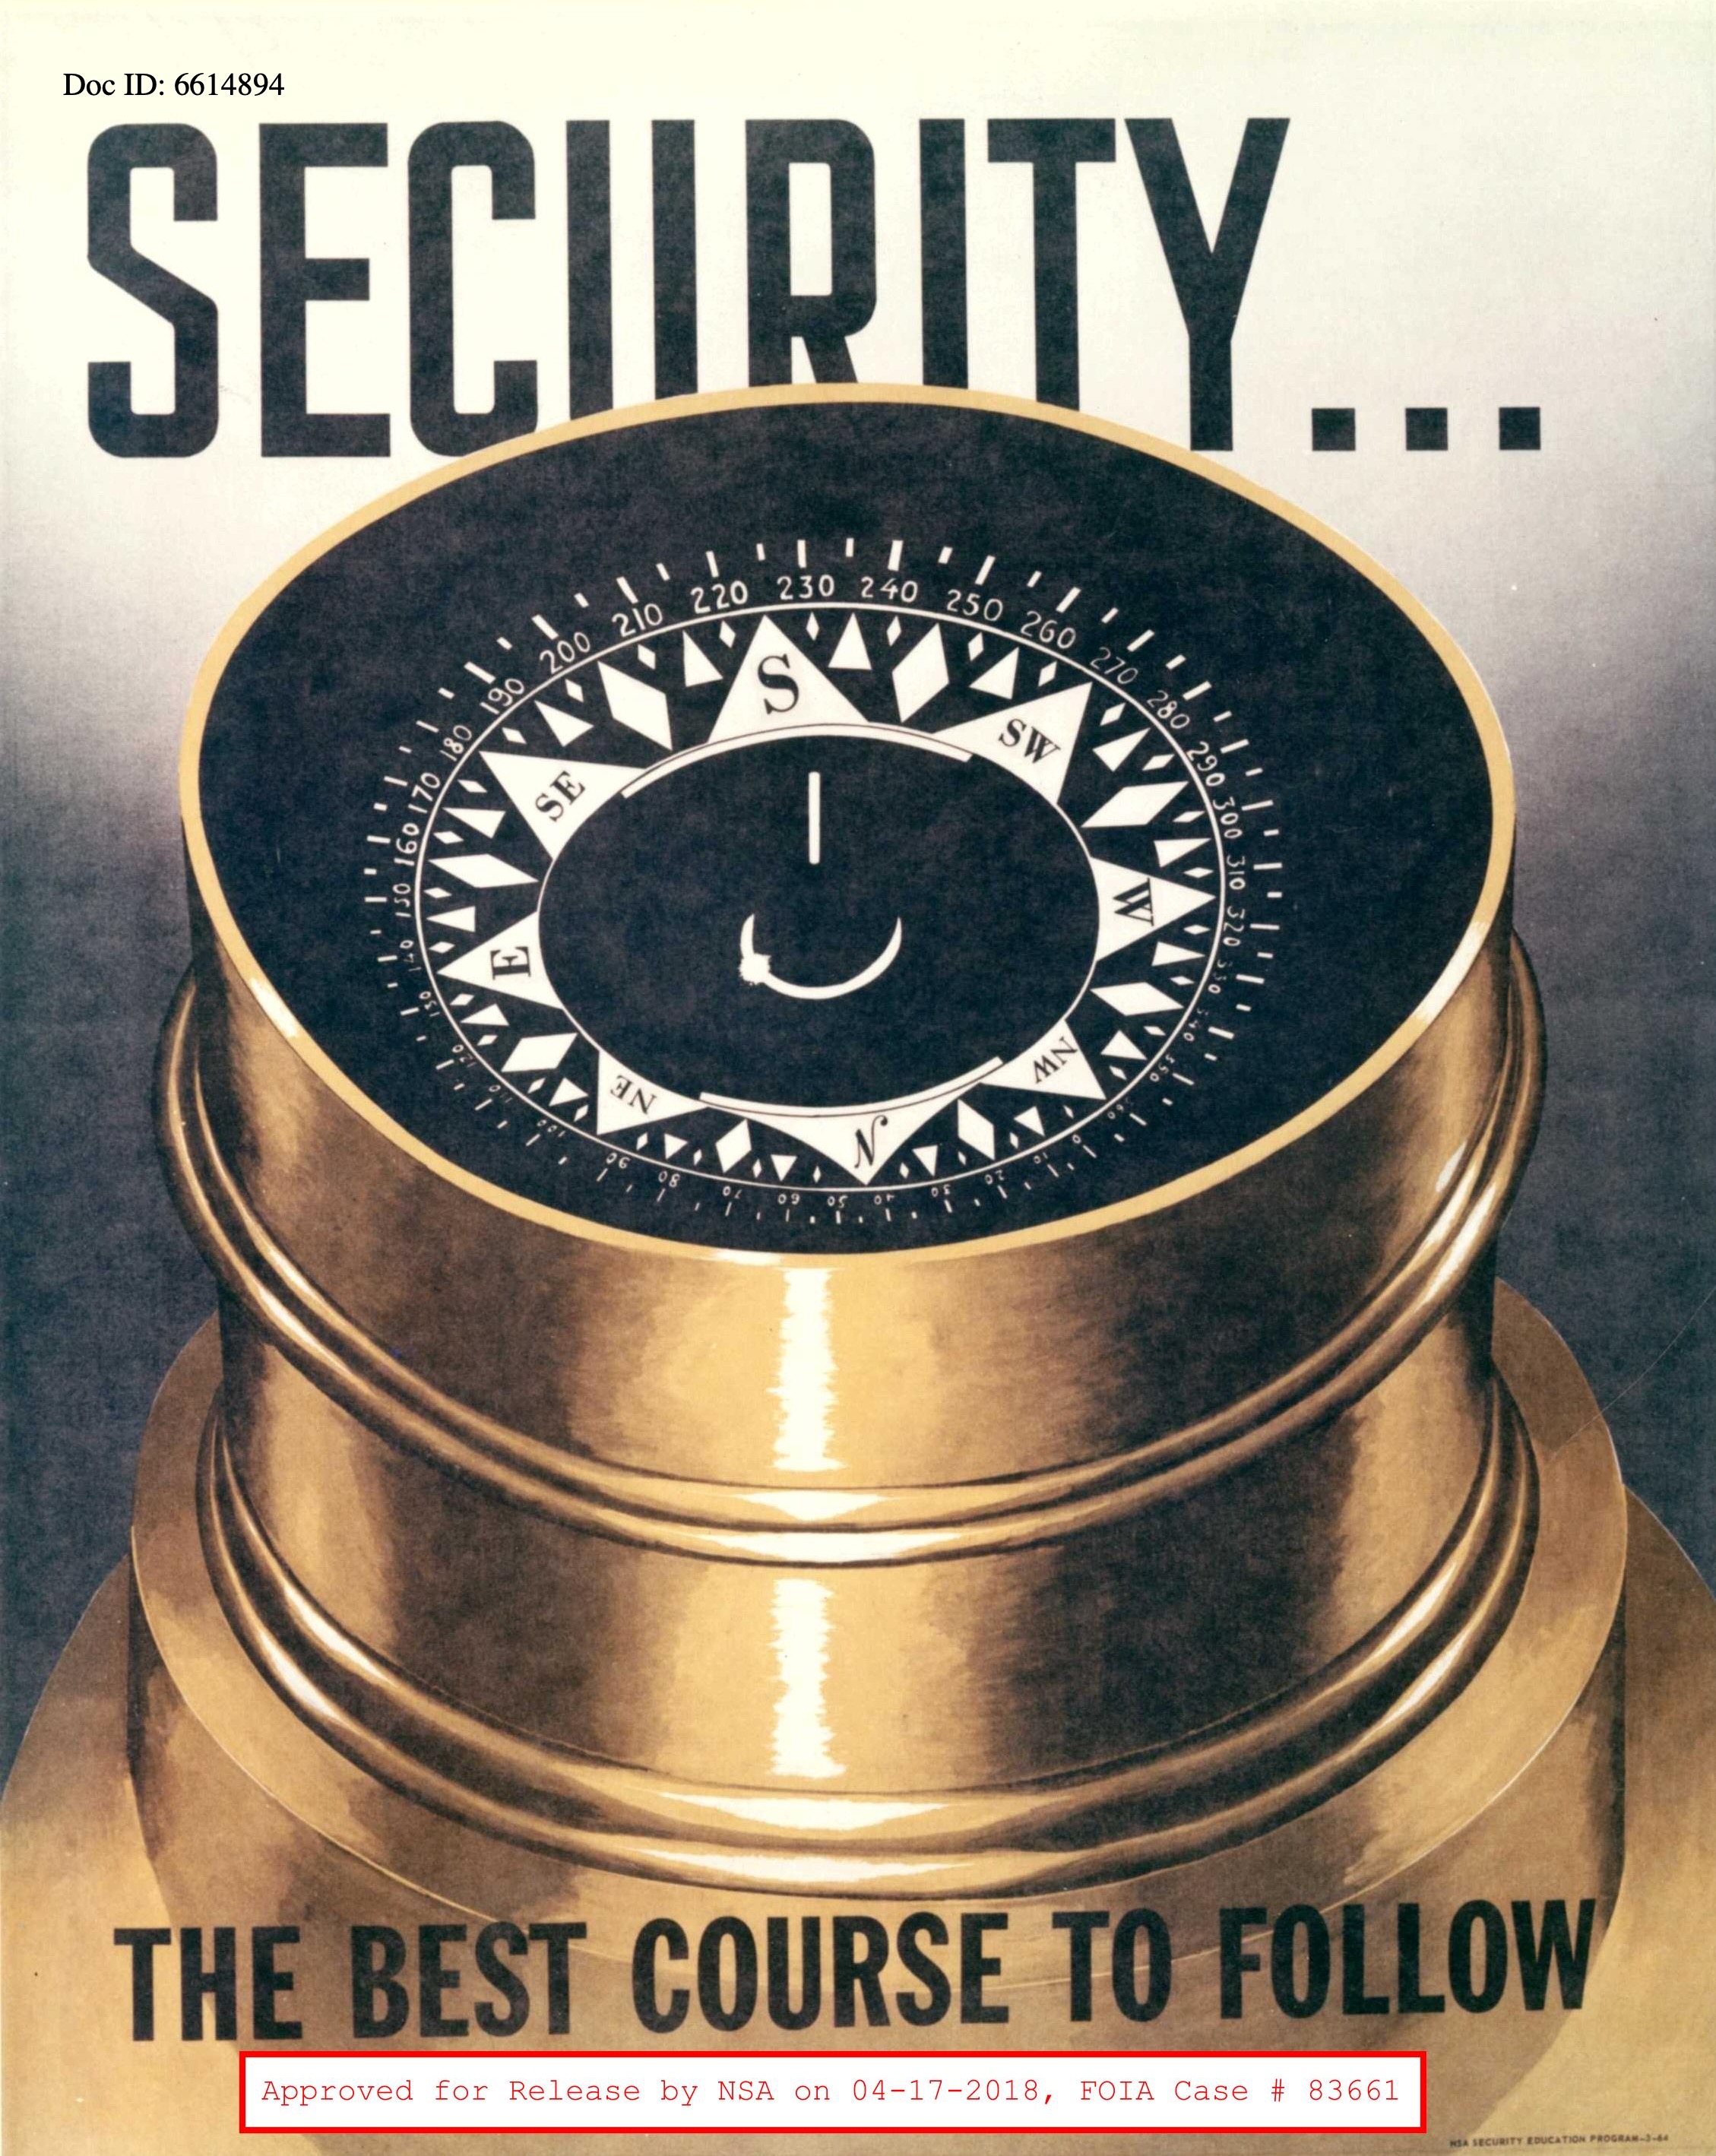 Doc ID: 6614894
SECURITY...
220 230 240 250 260 270 280 290 300 310 320 330 340 350 360 0 10 20 30 40 50 60 70 80 90 100 110 120 130 140 150 160 170 180 190 200 210
S
SW
W
NW
N
NE
E
SE
THE BEST COURSE TO FOLLOW
Approved for Release by NSA on 04-17-2018, FOIA Case # 83661
NSA SECURITY EDUCATION PROGRAM-3-64